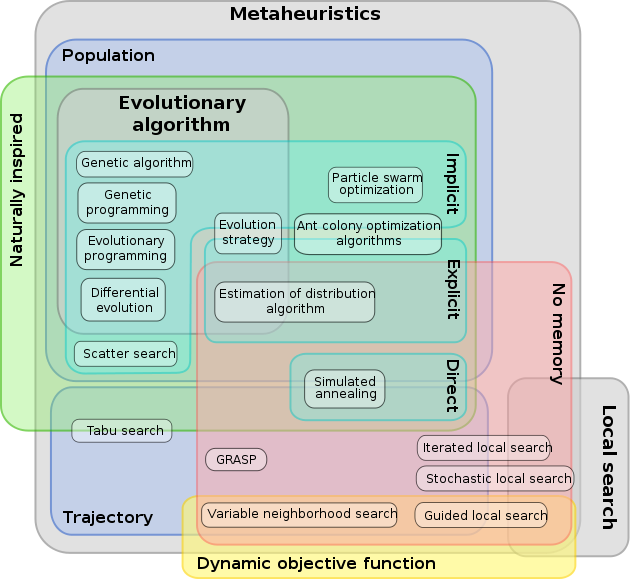 Metaheuristics
Population
Evolutionary
algorithm
Naturally inspired
Genetic algorithm
Implicit
Particle swarm
optimization
Genetic
programming
Evolution
strategy
Ant colony optimization
algorithms
Evolutionary
programming
Explicit
Differential
evolution
Estimation of distribution
algorithm
No memory
Scatter search
Direct
Simulated
annealing
Local search
Tabu search
GRASP
Iterated local search
Stochastic local search
Trajectory
Variable neighborhood search
Guided local search
Dynamic objective function